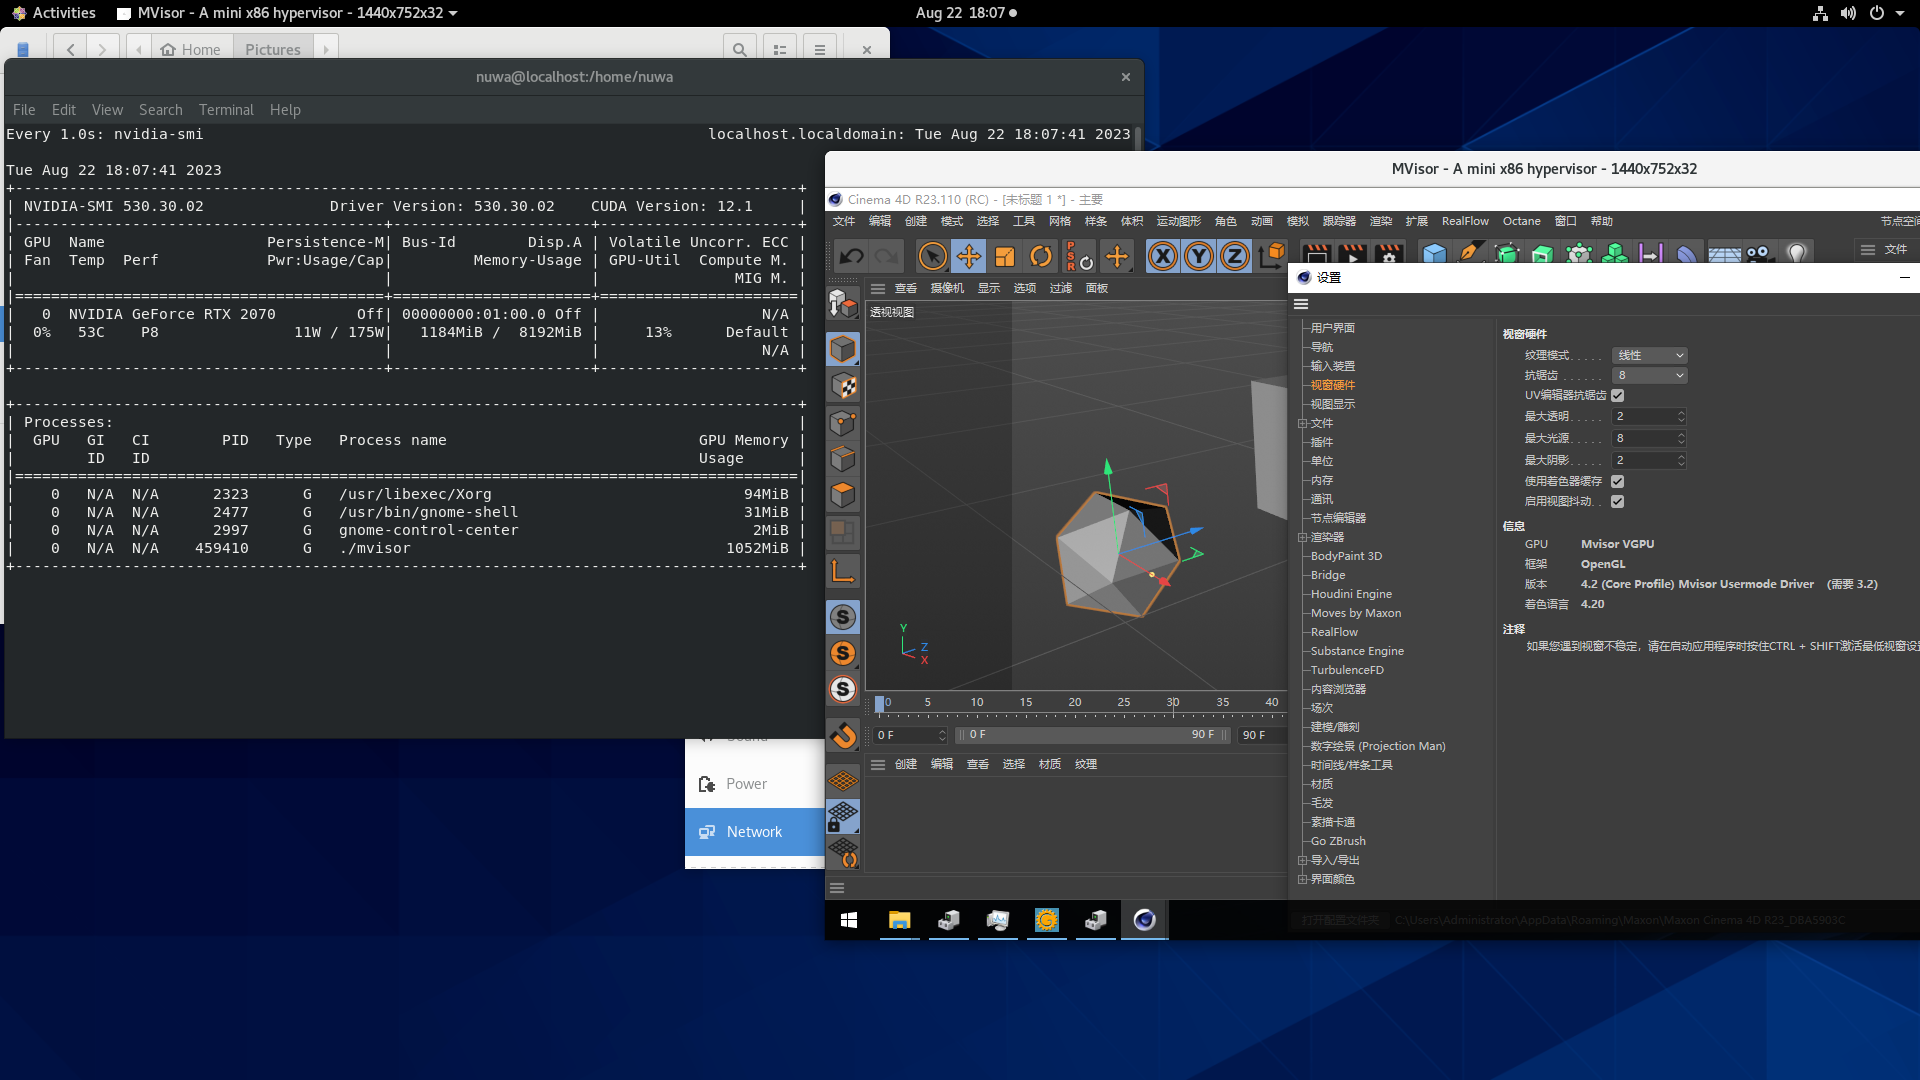 Activities
MVisor - A mini x86 hypervisor - 1440x752x32
Aug 22 18:07
Home
Pictures
nuwa@localhost:/home/nuwa
File Edit View Search Terminal Help
Every 1.0s: nvidia-smi localhost.localdomain: Tue Aug 22 18:07:41 2023
Tue Aug 22 18:07:41 2023
+---------------------------------------------------------------------------------------+
| NVIDIA-SMI 530.30.02              Driver Version: 530.30.02    CUDA Version: 12.1     |
|-----------------------------------------+----------------------+----------------------+
| GPU  Name                  Persistence-M| Bus-Id        Disp.A | Volatile Uncorr. ECC |
| Fan  Temp  Perf            Pwr:Usage/Cap|         Memory-Usage | GPU-Util  Compute M. |
|                                         |                      |               MIG M. |
|=========================================+======================+======================|
|   0  NVIDIA GeForce RTX 2070         Off| 00000000:01:00.0 Off |                  N/A |
|  0%   53C    P8               11W / 175W|   1184MiB /  8192MiB |     13%      Default |
|                                         |                      |                  N/A |
+-----------------------------------------+----------------------+----------------------+
+---------------------------------------------------------------------------------------+
| Processes:                                                                            |
|  GPU   GI   CI        PID   Type   Process name                            GPU Memory |
|        ID   ID                                                             Usage      |
|=======================================================================================|
|    0   N/A  N/A      2323      G   /usr/libexec/Xorg                            94MiB |
|    0   N/A  N/A      2477      G   /usr/bin/gnome-shell                         31MiB |
|    0   N/A  N/A      2997      G   gnome-control-center                          2MiB |
|    0   N/A  N/A    459410      G   ./mvisor                                   1052MiB |
+---------------------------------------------------------------------------------------+
Sound
Power
Network
MVisor - A mini x86 hypervisor - 1440x752x32
Cinema 4D R23.110 (RC) - [未标题 1 *] - 主要
文件 编辑 创建 模式 选择 工具 网格 样条 体积 运动图形 角色 动画 模拟 跟踪器 渲染 扩展 RealFlow Octane 窗口 帮助 节点空间
P S R
X Y Z
文件
查看 摄像机 显示 选项 过滤 面板
透视视图
Y
Z
X
S
S
S
0 5 10 15 20 25 30 35 40
0 F
0 F
90 F
90 F
创建 编辑 查看 选择 材质 纹理
设置
用户界面
导航
输入装置
视窗硬件
视图显示
文件
插件
单位
内存
通讯
节点编辑器
渲染器
BodyPaint 3D
Bridge
Houdini Engine
Moves by Maxon
RealFlow
Substance Engine
TurbulenceFD
内容浏览器
场次
建模/雕刻
数字绘景 (Projection Man)
时间线/样条工具
材质
毛发
素描卡通
Go ZBrush
导入/导出
界面颜色
视窗硬件
纹理模式. . . . . 线性
抗锯齿 . . . . . . 8
UV编辑器抗锯齿
最大透明. . . . . 2
最大光源. . . . . 8
最大阴影. . . . . 2
使用着色器缓存
启用视图抖动. .
信息
GPU Mvisor VGPU
框架 OpenGL
版本 4.2 (Core Profile) Mvisor Usermode Driver (需要 3.2)
着色语言 4.20
注释
如果您遇到视窗不稳定，请在启动应用程序时按住CTRL + SHIFT激活最低视窗设
打开配置文件夹 C:\Users\Administrator\AppData\Roaming\Maxon\Maxon Cinema 4D R23_DBA5903C